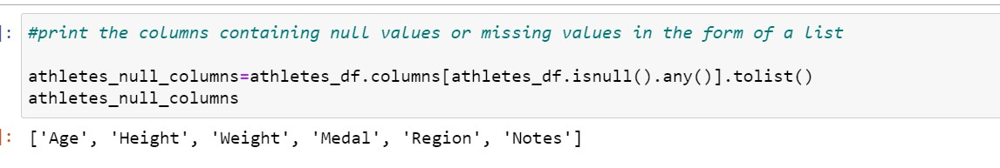 ]: #print the columns containing null values or missing values in the form of a list
athletes_null_columns=athletes_df.columns[athletes_df.isnull().any()].tolist()
athletes_null_columns
]: ['Age', 'Height', 'Weight', 'Medal', 'Region', 'Notes']